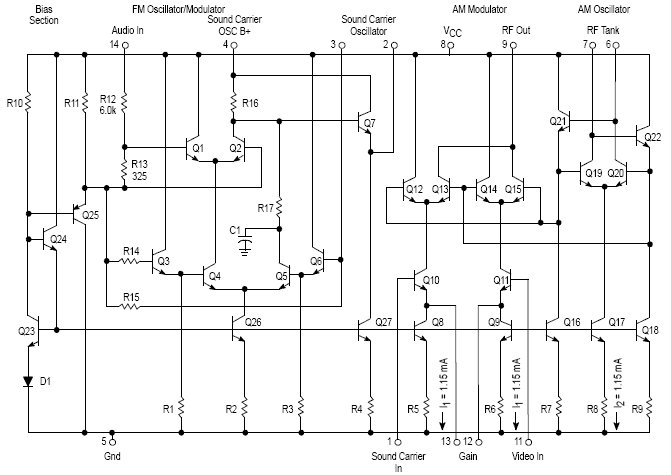 Bias Section
FM Oscillator/Modulator
Sound Carrier OSC B+
Sound Carrier Oscillator
AM Modulator
AM Oscillator
Audio In
VCC
RF Out
RF Tank
14
4
3
2
8
9
7
6
R10
R11
R12
6.0k
R16
Q7
Q21
Q22
Q1
Q2
R13
325
Q19
Q20
Q12
Q13
Q14
Q15
R17
Q25
Q24
C1
R14
Q3
Q4
Q5
Q6
Q10
Q11
R15
Q23
Q26
Q27
Q8
Q9
Q16
Q17
Q18
D1
R1
R2
R3
R4
R5
I1 = 1.15 mA
R6
I1 = 1.15 mA
R7
R8
I2 = 1.15 mA
R9
5
Gnd
1
Sound Carrier In
13
Gain
12
11
Video In